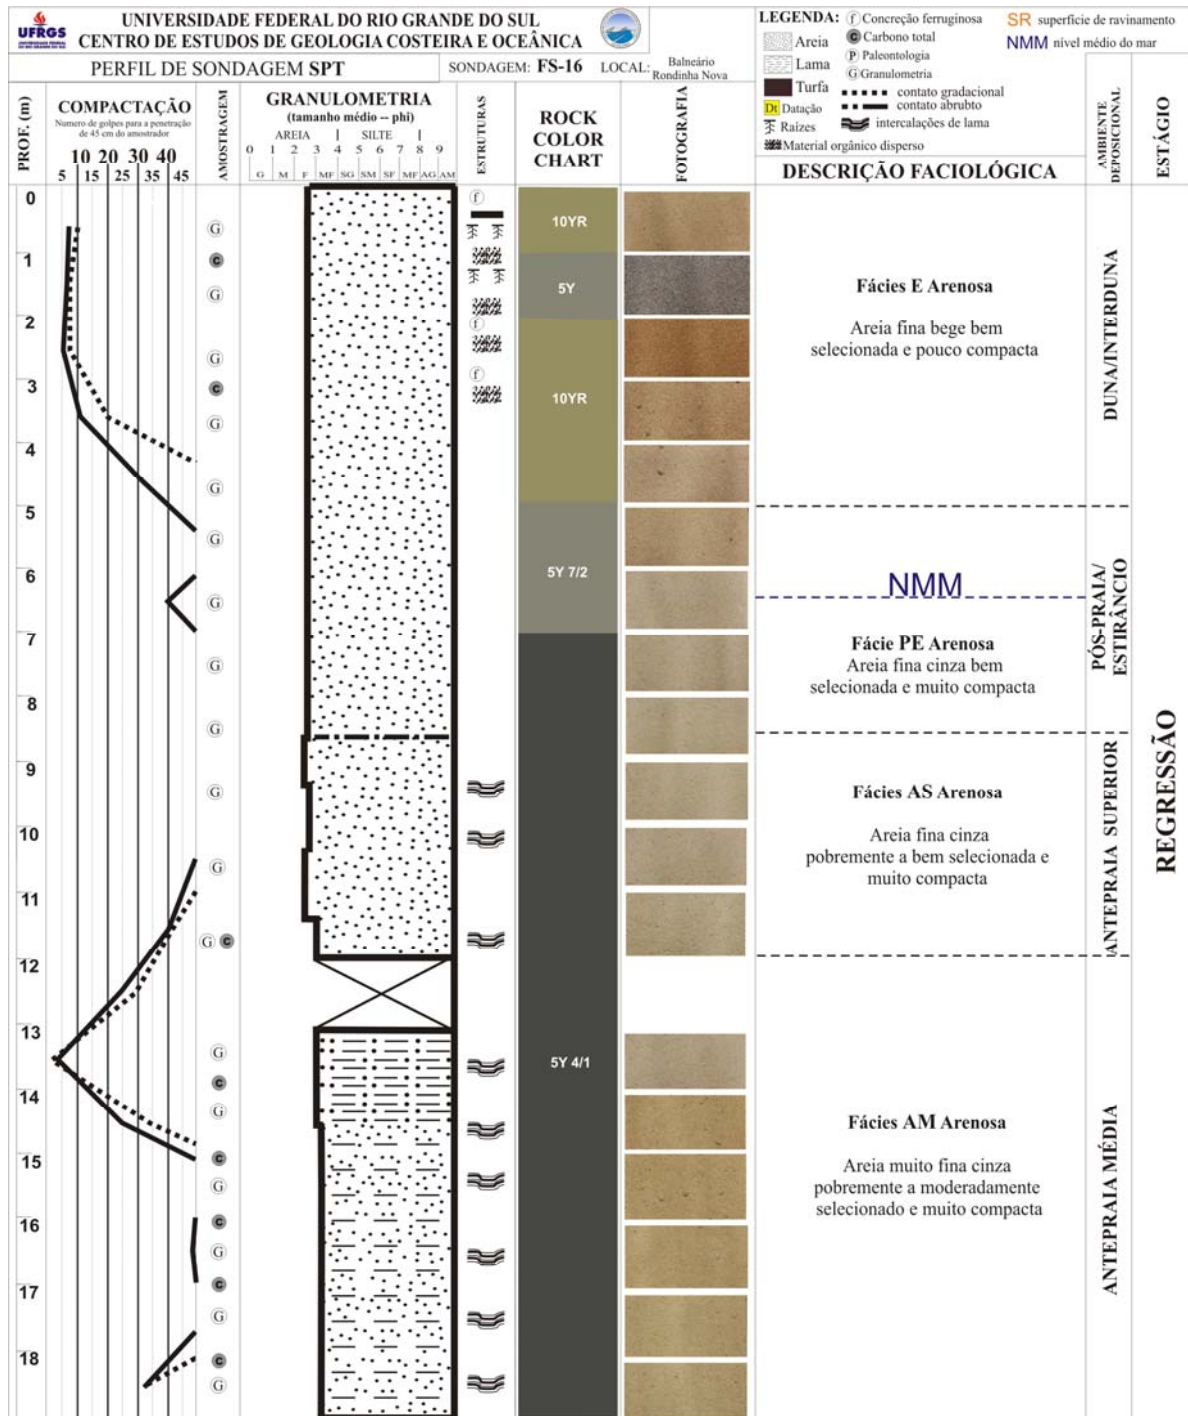 UFRGS
UNIVERSIDADE FEDERAL DO RIO GRANDE DO SUL
UNIVERSIDADE FEDERAL DO RIO GRANDE DO SUL
CENTRO DE ESTUDOS DE GEOLOGIA COSTEIRA E OCEÂNICA
PERFIL DE SONDAGEM SPT
SONDAGEM: FS-16
LOCAL: Balneário
Rondinha Nova
LEGENDA:
Areia
Lama
Turfa
Dt Datação
Raízes
Material orgânico disperso
f Concreção ferruginosa
C Carbono total
P Paleontologia
G Granulometria
contato gradacional
contato abrubto
intercalações de lama
SR superfície de ravinamento
NMM nível médio do mar
PROF. (m)
COMPACTAÇÃO
Numero de golpes para a penetração
de 45 cm do amostrador
10 20 30 40
5 15 25 35 45
AMOSTRAGEM
GRANULOMETRIA
(tamanho médio -- phi)
AREIA SILTE
0 1 2 3 4 5 6 7 8 9
G M F MF SG SM SF MF AG AM
ESTRUTURAS
ROCK
COLOR
CHART
FOTOGRAFIA
DESCRIÇÃO FACIOLÓGICA
AMBIENTE
DEPOSICIONAL
ESTÁGIO
0
f
10YR
G
1
C
5Y
G
Fácies E Arenosa
2
f
Areia fina bege bem
selecionada e pouco compacta
DUNA/INTERDUNA
G
3
C
f
10YR
G
4
G
5
G
5Y 7/2
6
G
NMM
PÓS-PRAIA/
ESTIRÂNCIO
7
G
Fácie PE Arenosa
Areia fina cinza bem
selecionada e muito compacta
8
G
REGRESSÃO
9
G
Fácies AS Arenosa
10
Areia fina cinza
pobremente a bem selecionada e
muito compacta
ANTEPRAIA SUPERIOR
G
11
G C
12
13
G
5Y 4/1
C
14
G
Fácies AM Arenosa
15
C
Areia muito fina cinza
pobremente a moderadamente
selecionado e muito compacta
ANTEPRAIA MÉDIA
G
16
C
G
17
C
G
18
C
G